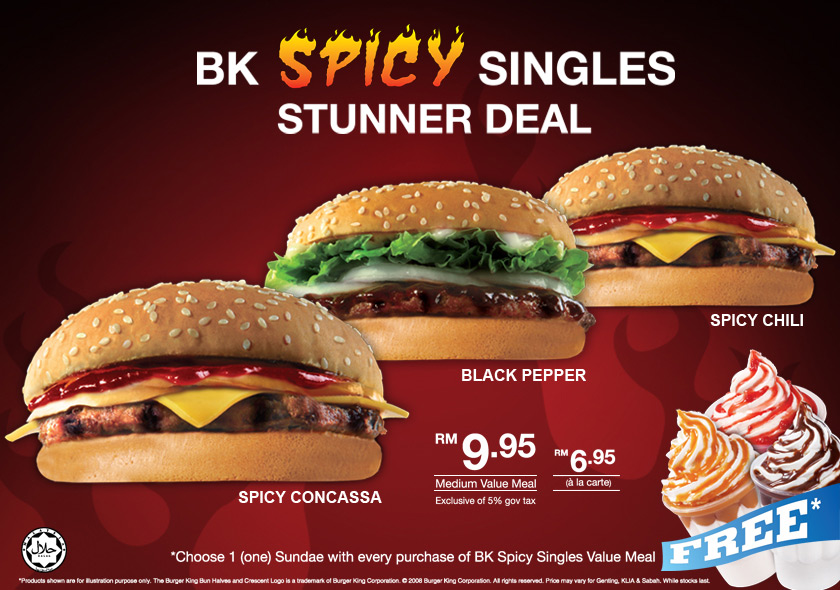 BK SPICY SINGLES
STUNNER DEAL
SPICY CHILI
BLACK PEPPER
SPICY CONCASSA
RM 9.95
Medium Value Meal
Exclusive of 5% gov tax
RM 6.95
(à la carte)
FREE*
حلال
*Choose 1 (one) Sundae with every purchase of BK Spicy Singles Value Meal
*Products shown are for illustration purpose only. The Burger King Bun Halves and Crescent Logo is a trademark of Burger King Corporation. © 2008 Burger King Corporation. All rights reserved. Price may vary for Genting, KLIA & Sabah. While stocks last.